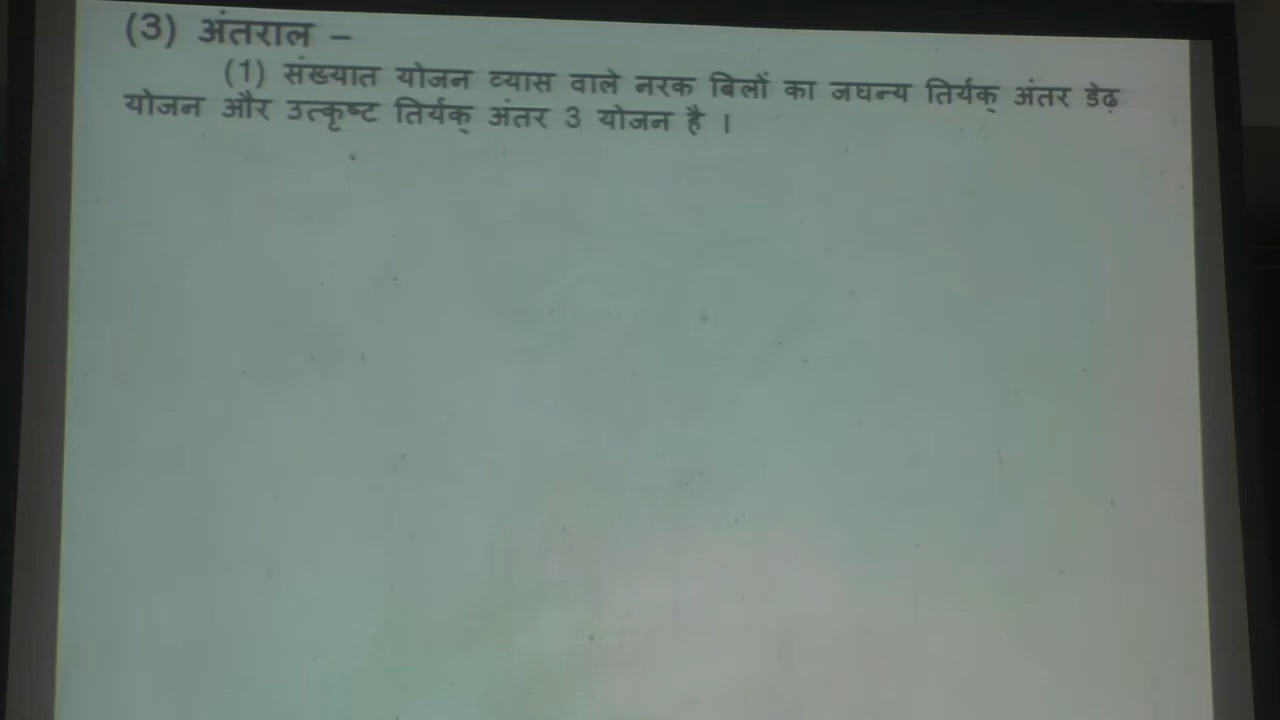 (3) अंतराल –
(1) संख्यात योजन व्यास वाले नरक बिलों का जघन्य तिर्यक् अंतर डेढ़
योजन और उत्कृष्ट तिर्यक् अंतर 3 योजन है ।